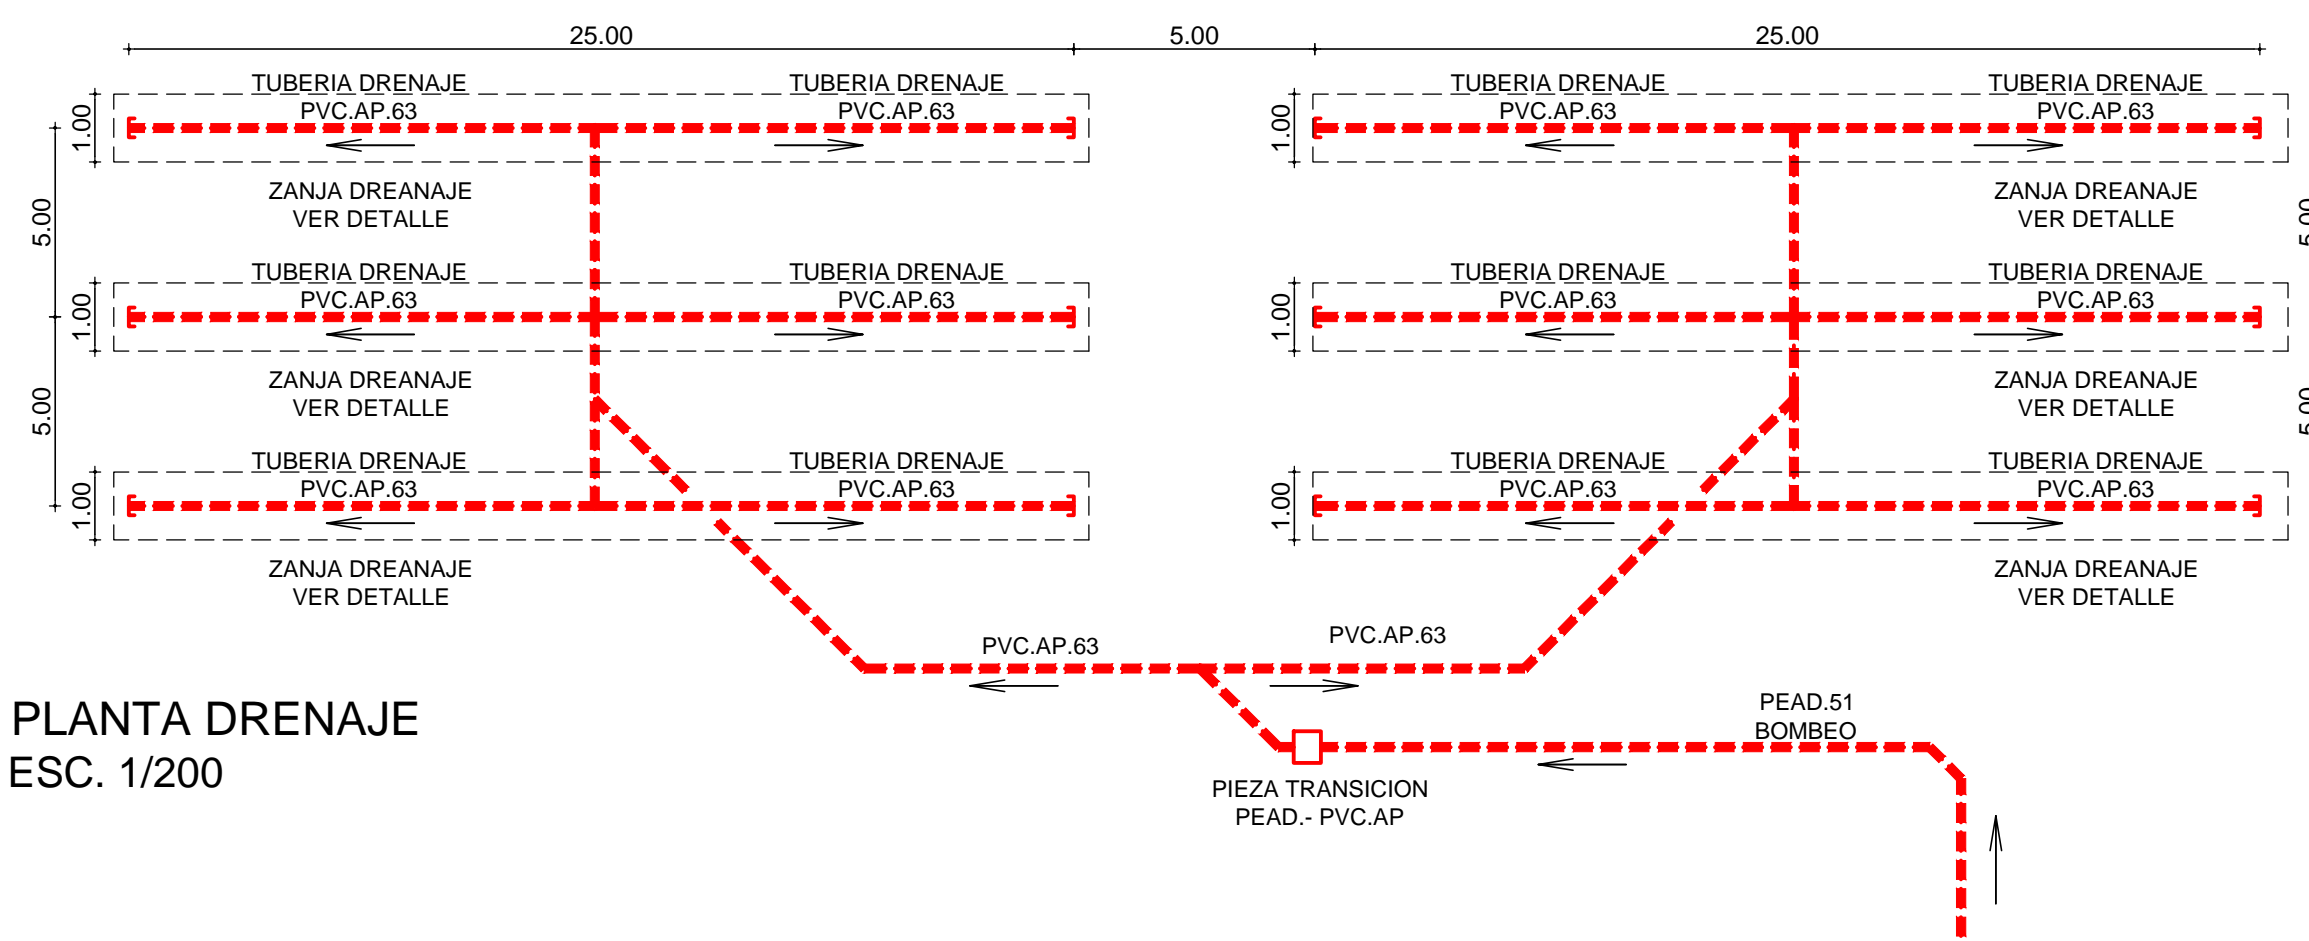 25.00 5.00 25.00
TUBERIA DRENAJE TUBERIA DRENAJE TUBERIA DRENAJE TUBERIA DRENAJE
PVC.AP.63 PVC.AP.63 PVC.AP.63 PVC.AP.63
1.00 1.00
ZANJA DREANAJE ZANJA DREANAJE
VER DETALLE VER DETALLE
5.00 5.00
TUBERIA DRENAJE TUBERIA DRENAJE TUBERIA DRENAJE TUBERIA DRENAJE
PVC.AP.63 PVC.AP.63 PVC.AP.63 PVC.AP.63
1.00 1.00
ZANJA DREANAJE ZANJA DREANAJE
VER DETALLE VER DETALLE
5.00 5.00
TUBERIA DRENAJE TUBERIA DRENAJE TUBERIA DRENAJE TUBERIA DRENAJE
PVC.AP.63 PVC.AP.63 PVC.AP.63 PVC.AP.63
1.00 1.00
ZANJA DREANAJE ZANJA DREANAJE
VER DETALLE VER DETALLE
PVC.AP.63 PVC.AP.63
PEAD.51
BOMBEO
PIEZA TRANSICION
PEAD.- PVC.AP
PLANTA DRENAJE
ESC. 1/200